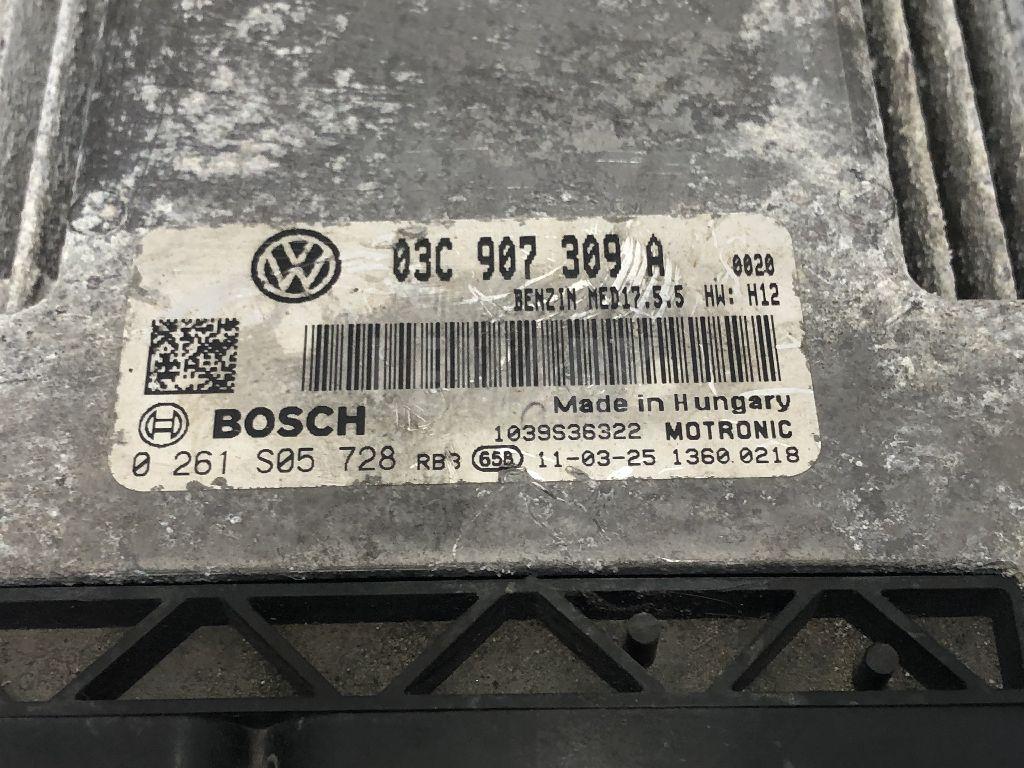 03C 907 309 A 0020
BENZIN MED17.5.5 HW: H12
BOSCH
Made in Hungary
1039S36322 MOTRONIC
0 261 S05 728 RB3 658 11-03-25 1360.0218